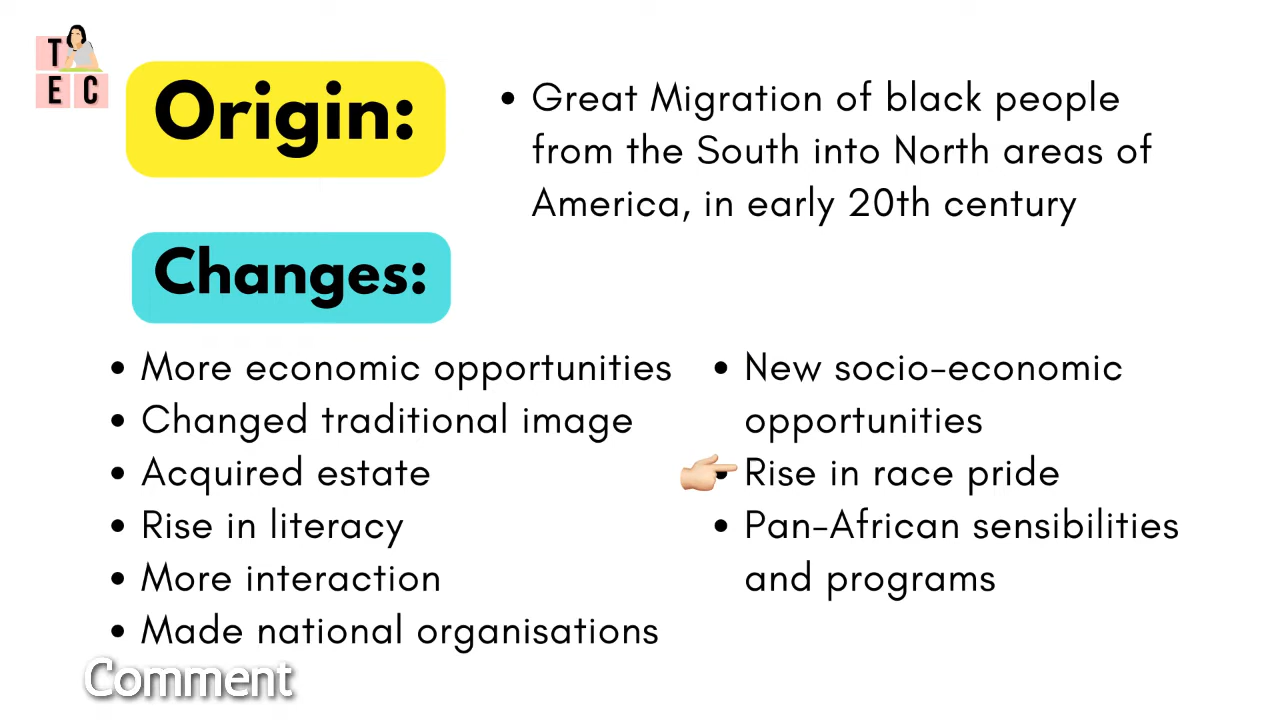 T
E C
Origin:
Great Migration of black people
from the South into North areas of
America, in early 20th century
Changes:
More economic opportunities
Changed traditional image
Acquired estate
Rise in literacy
More interaction
Made national organisations
New socio-economic
opportunities
Rise in race pride
Pan-African sensibilities
and programs
Comment